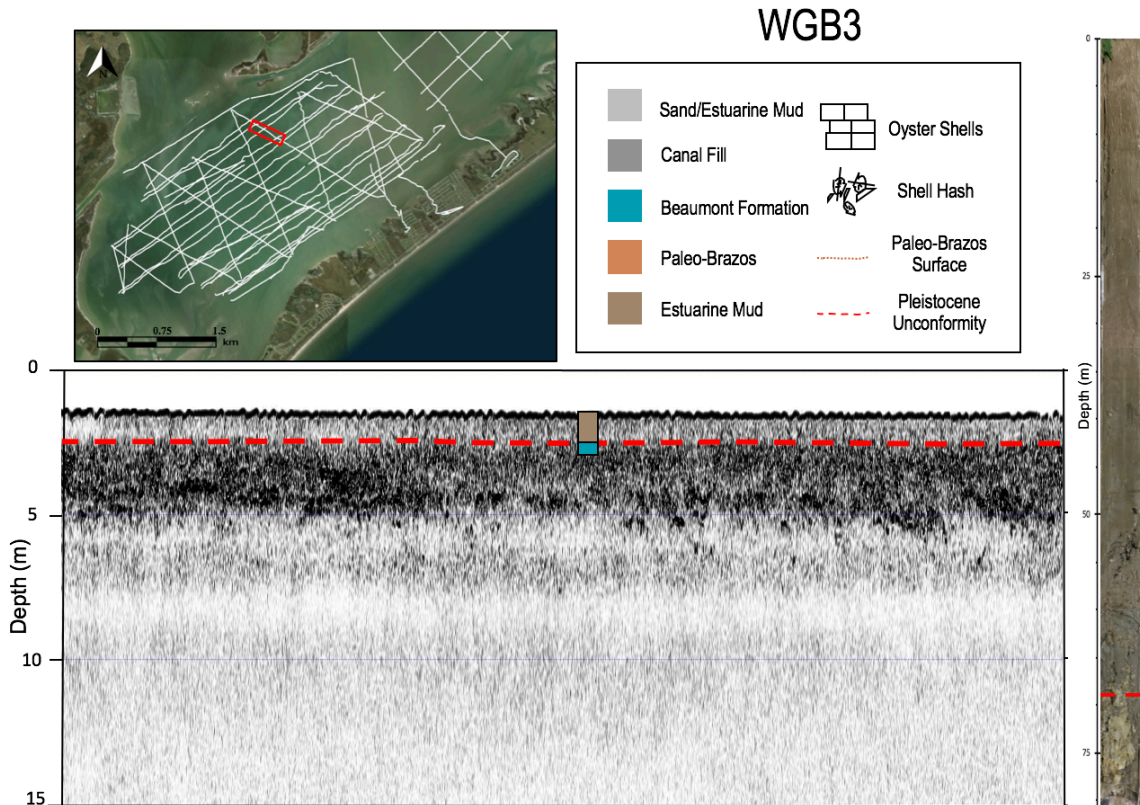 WGB3
N
0 0.75 1.5
km
Sand/Estuarine Mud
Canal Fill
Beaumont Formation
Paleo-Brazos
Estuarine Mud
Oyster Shells
Shell Hash
Paleo-Brazos
Surface
Pleistocene
Unconformity
0
5
10
15
Depth (m)
0
25
50
75
Depth (m)